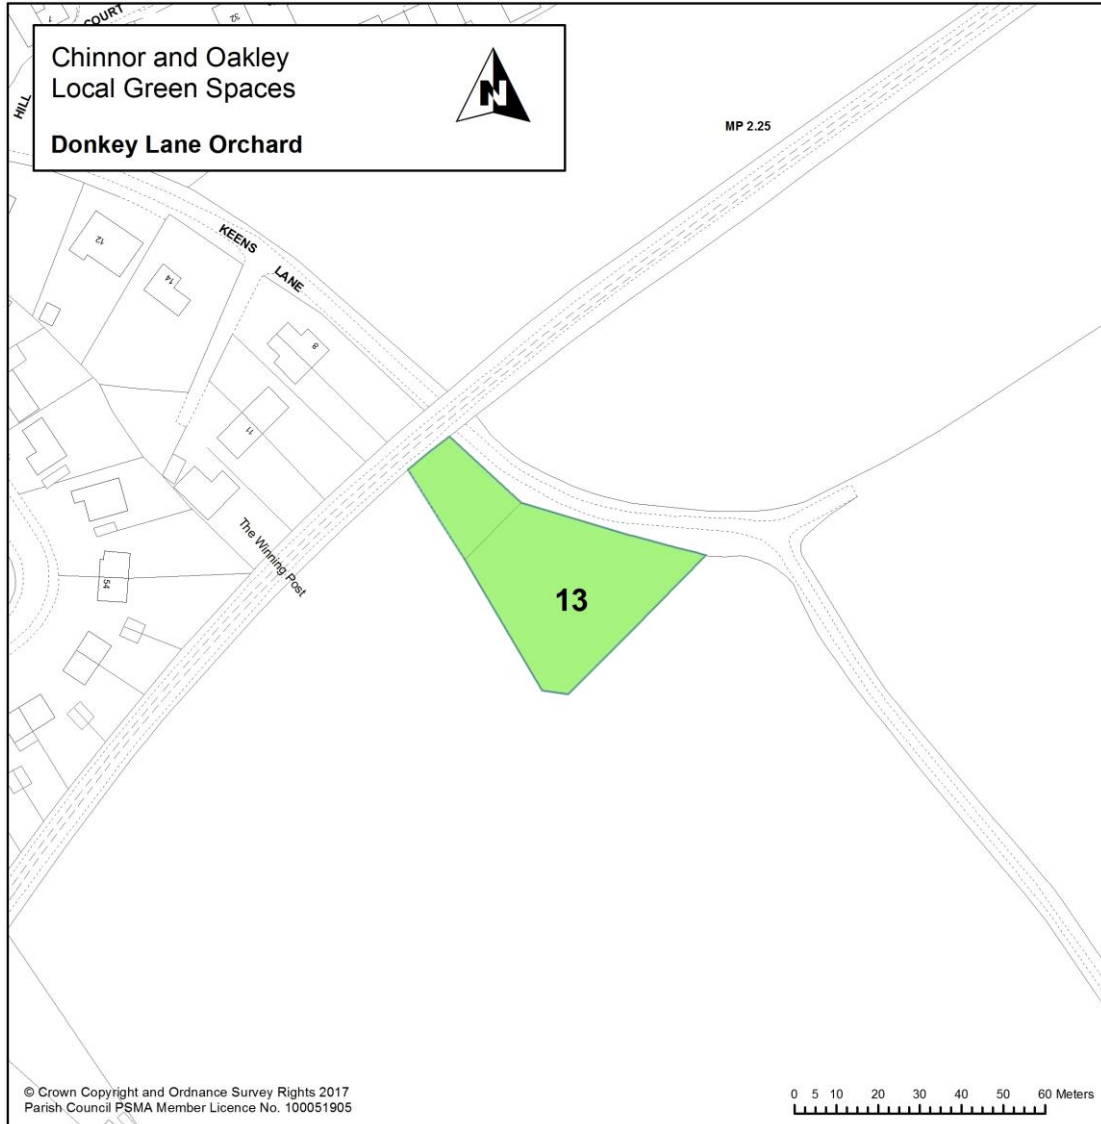 COURT
32
1
HILL
Chinnor and Oakley
Local Green Spaces
Donkey Lane Orchard
N
MP 2.25
KEENS
LANE
12
14
8
11
The Winning Post
54
13
© Crown Copyright and Ordnance Survey Rights 2017
Parish Council PSMA Member Licence No. 100051905
0 5 10 20 30 40 50 60 Meters